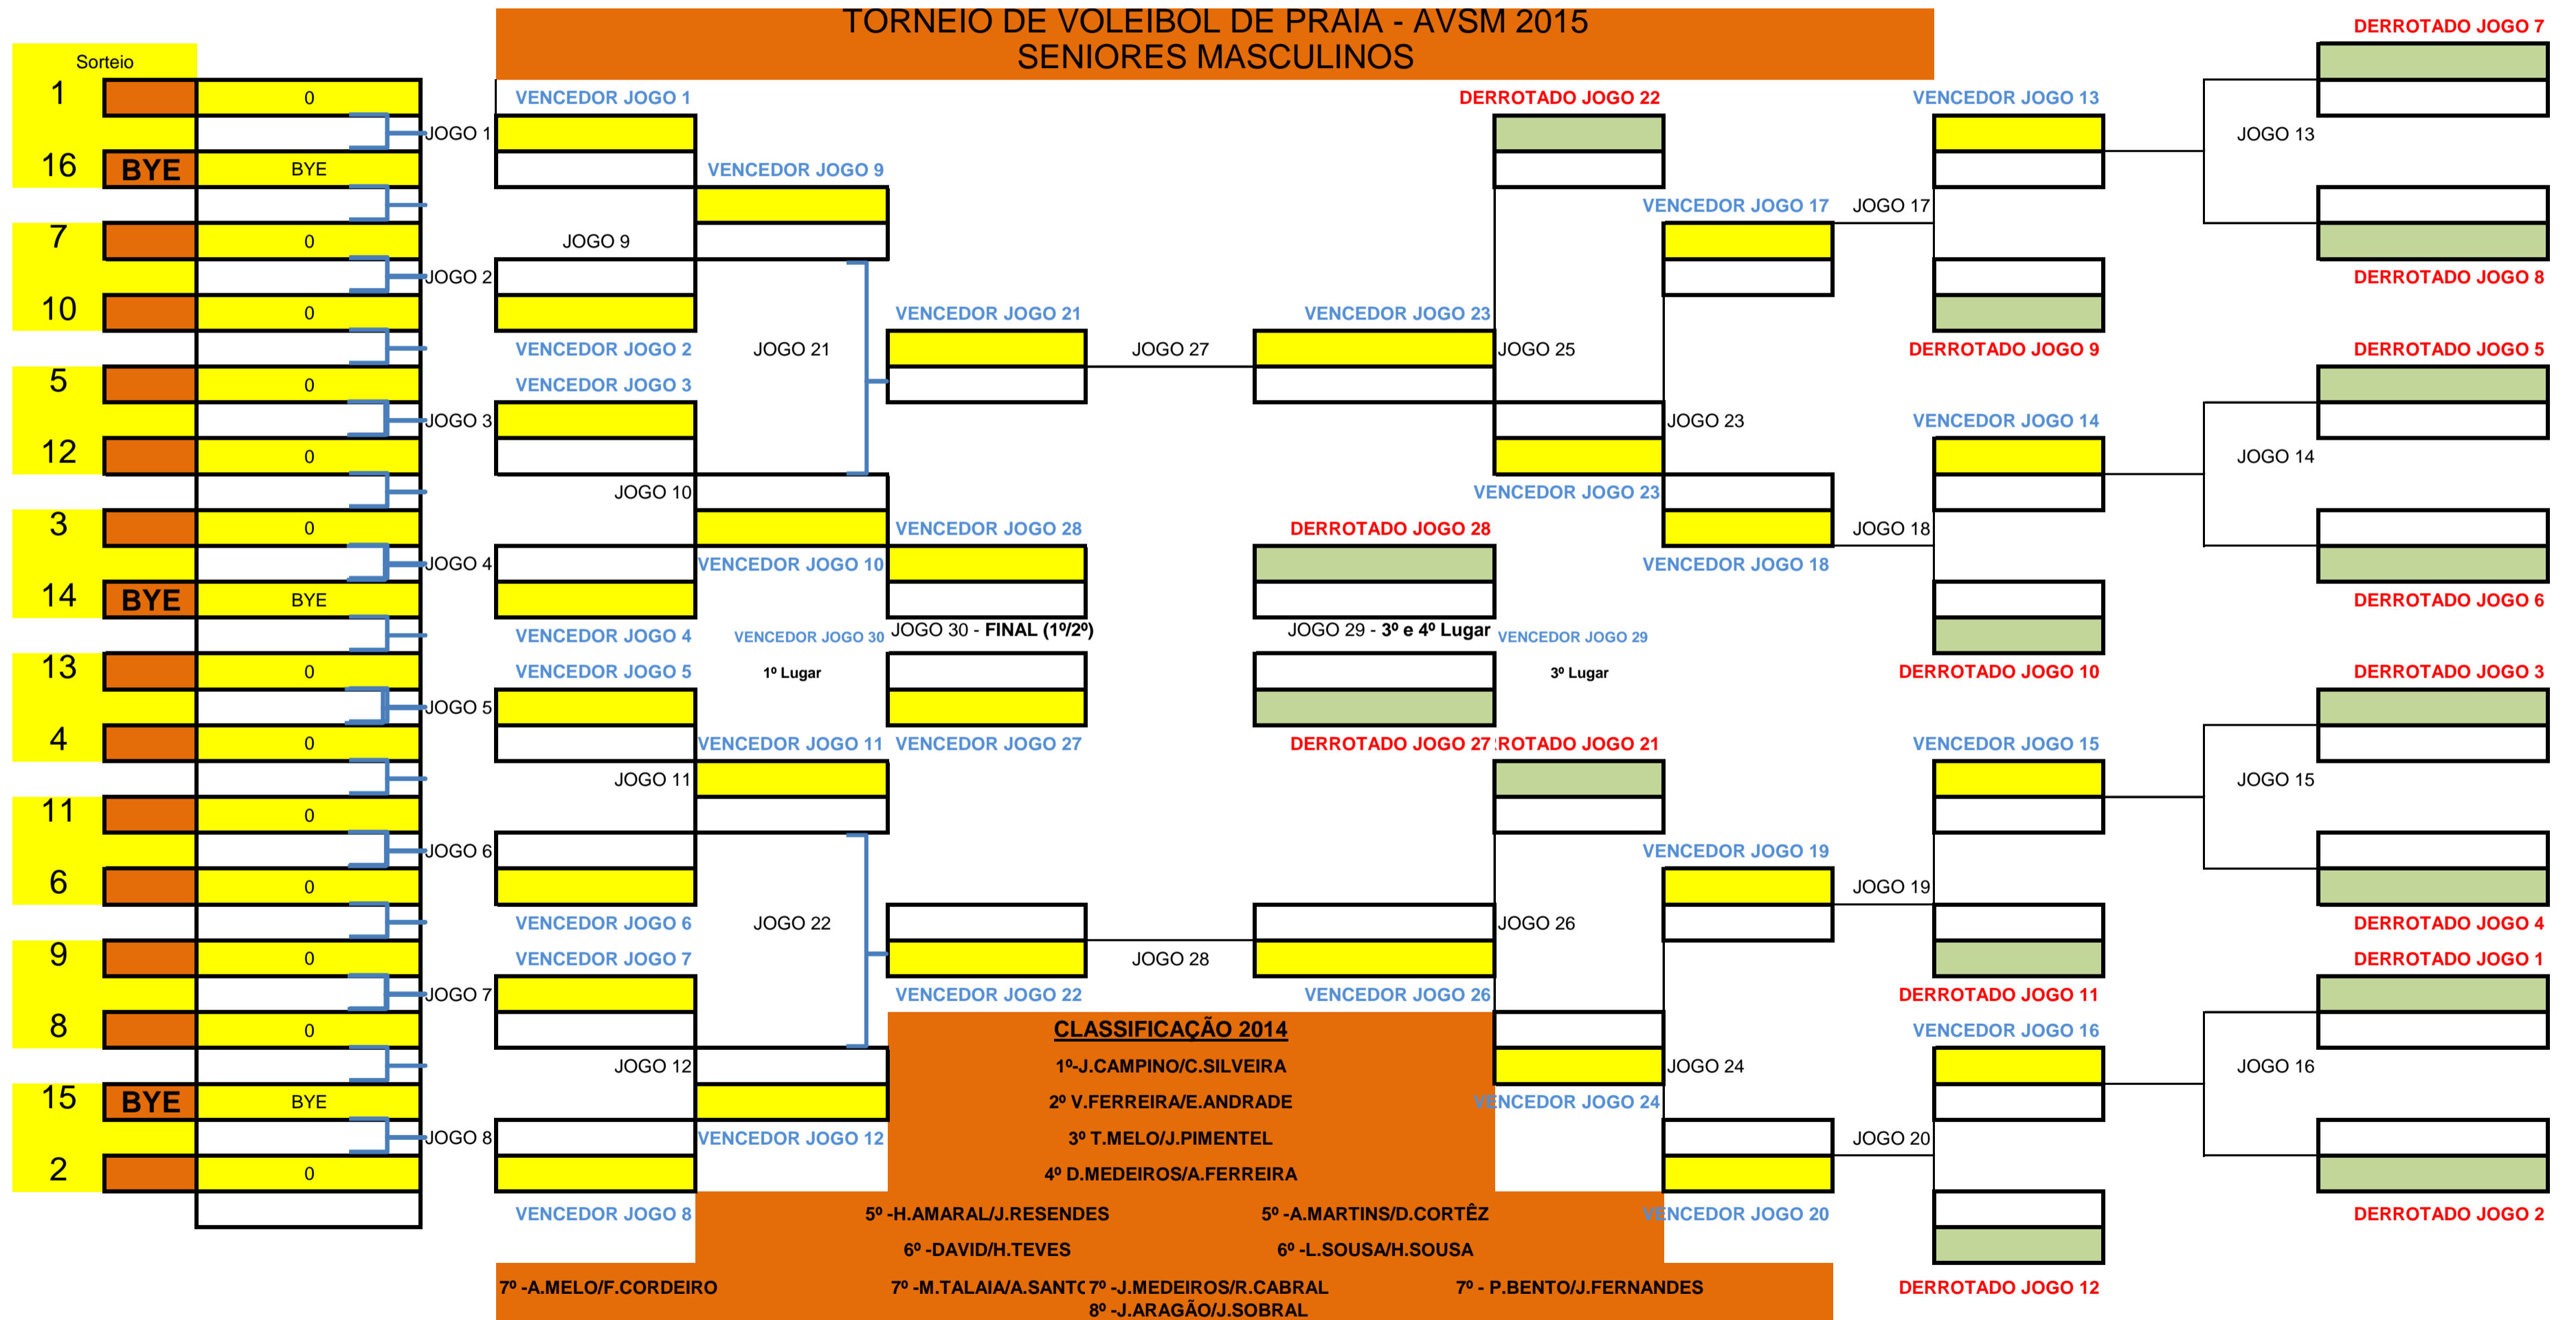 TORNEIO DE VOLEIBOL DE PRAIA - AVSM 2015
SENIORES MASCULINOS
DERROTADO JOGO 7
Sorteio
1 0 VENCEDOR JOGO 1 DERROTADO JOGO 22 VENCEDOR JOGO 13
JOGO 1 JOGO 13
16 BYE BYE VENCEDOR JOGO 9
VENCEDOR JOGO 17 JOGO 17
7 0 JOGO 9
JOGO 2 DERROTADO JOGO 8
10 0 VENCEDOR JOGO 21 VENCEDOR JOGO 23
VENCEDOR JOGO 2 JOGO 21 JOGO 27 JOGO 25 DERROTADO JOGO 9 DERROTADO JOGO 5
5 0 VENCEDOR JOGO 3
JOGO 3 JOGO 23 VENCEDOR JOGO 14
12 0 JOGO 14
JOGO 10 VENCEDOR JOGO 23
3 0 VENCEDOR JOGO 28 DERROTADO JOGO 28 JOGO 18
JOGO 4 VENCEDOR JOGO 10 VENCEDOR JOGO 18
14 BYE BYE DERROTADO JOGO 6
VENCEDOR JOGO 4 VENCEDOR JOGO 30 JOGO 30 - FINAL (1º/2º) JOGO 29 - 3º e 4º Lugar VENCEDOR JOGO 29
13 0 VENCEDOR JOGO 5 1º Lugar 3º Lugar DERROTADO JOGO 10 DERROTADO JOGO 3
JOGO 5
4 0 VENCEDOR JOGO 11 VENCEDOR JOGO 27 DERROTADO JOGO 27 ROTADO JOGO 21 VENCEDOR JOGO 15
JOGO 11 JOGO 15
11 0
JOGO 6 VENCEDOR JOGO 19
6 0 JOGO 19
VENCEDOR JOGO 6 JOGO 22 JOGO 26 DERROTADO JOGO 4
9 0 VENCEDOR JOGO 7 JOGO 28 DERROTADO JOGO 1
JOGO 7 VENCEDOR JOGO 22 VENCEDOR JOGO 26 DERROTADO JOGO 11
8 0 CLASSIFICAÇÃO 2014 VENCEDOR JOGO 16
JOGO 12 1º-J.CAMPINO/C.SILVEIRA JOGO 24 JOGO 16
15 BYE BYE 2º V.FERREIRA/E.ANDRADE VENCEDOR JOGO 24
JOGO 8 VENCEDOR JOGO 12 3º T.MELO/J.PIMENTEL JOGO 20
2 0 4º D.MEDEIROS/A.FERREIRA
VENCEDOR JOGO 8 5º -H.AMARAL/J.RESENDES 5º -A.MARTINS/D.CORTÊZ VENCEDOR JOGO 20 DERROTADO JOGO 2
6º -DAVID/H.TEVES 6º -L.SOUSA/H.SOUSA
7º -A.MELO/F.CORDEIRO 7º -M.TALAIA/A.SANTO 7º -J.MEDEIROS/R.CABRAL 7º - P.BENTO/J.FERNANDES DERROTADO JOGO 12
8º -J.ARAGÃO/J.SOBRAL